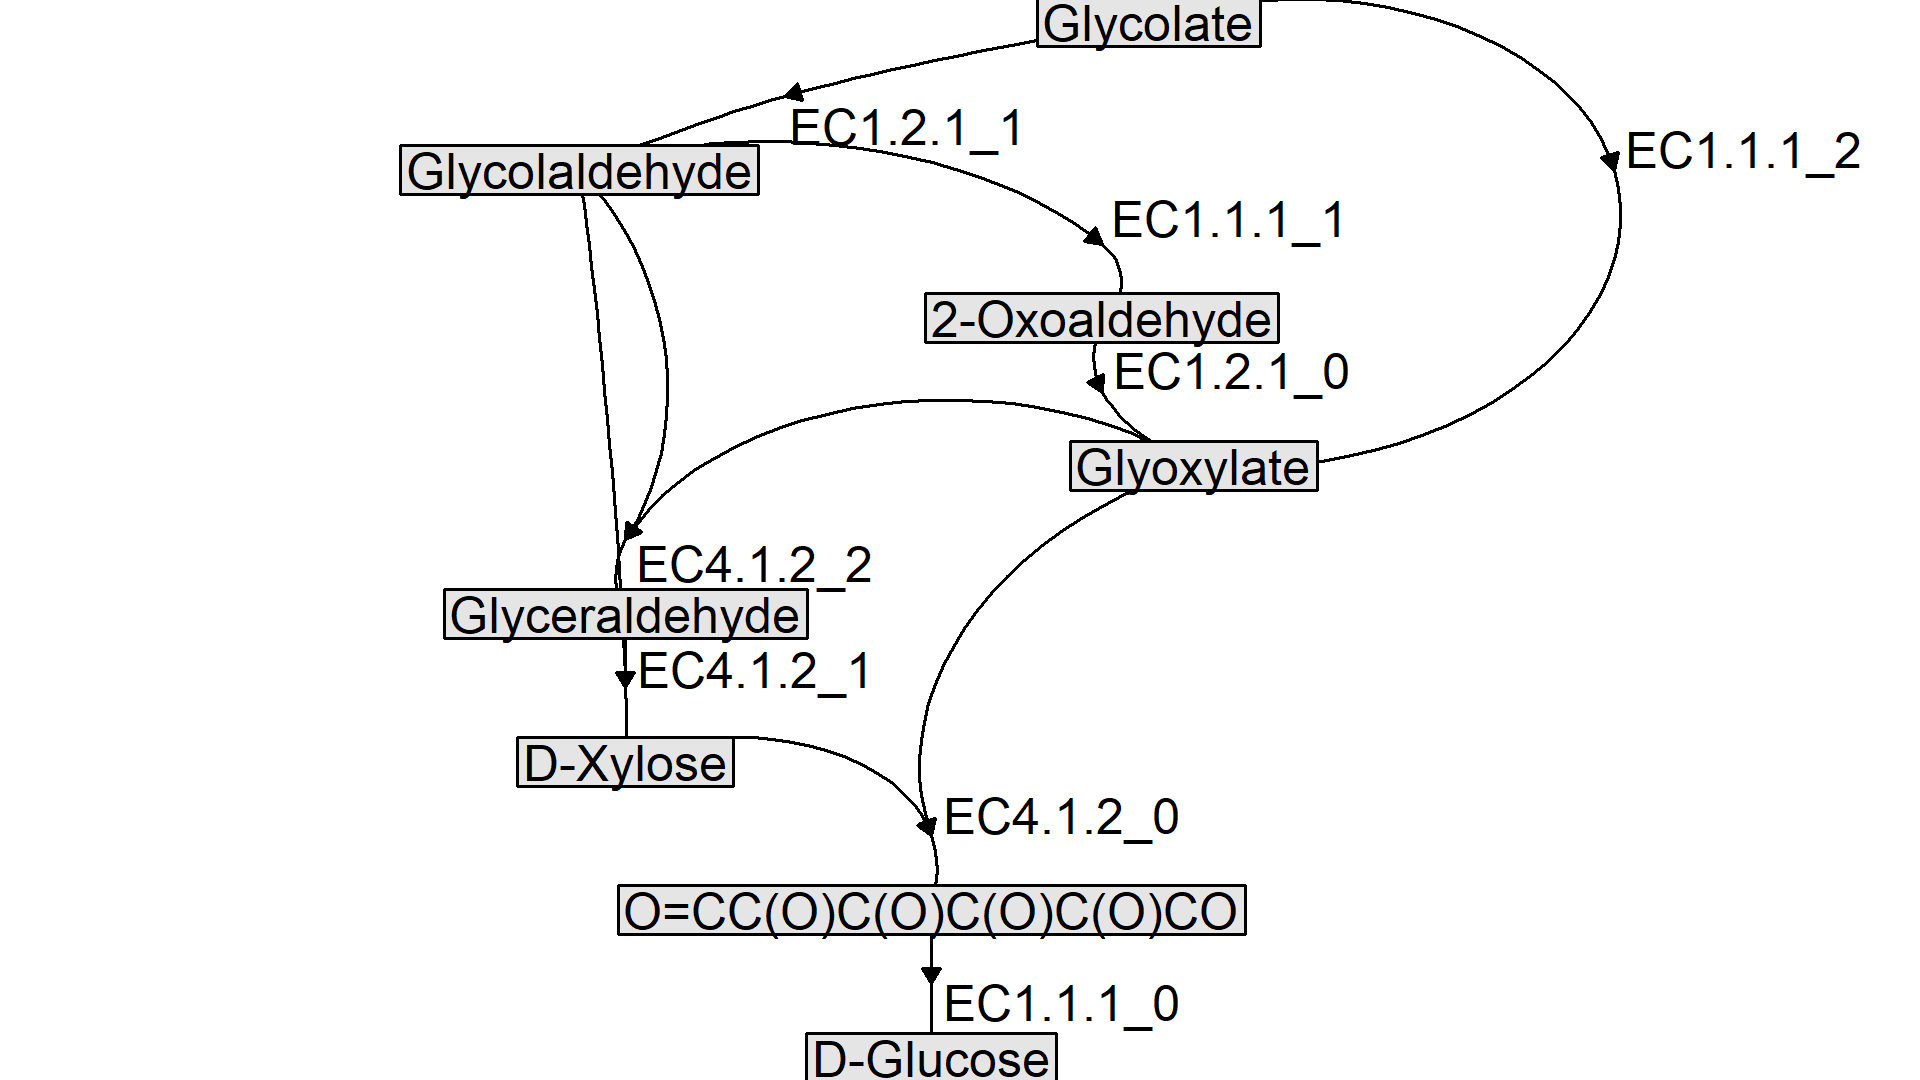 Glycolate
EC1.2.1_1
EC1.1.1_2
Glycolaldehyde
EC1.1.1_1
2-Oxoaldehyde
EC1.2.1_0
Glyoxylate
EC4.1.2_2
Glyceraldehyde
EC4.1.2_1
D-Xylose
EC4.1.2_0
O=CC(O)C(O)C(O)C(O)CO
EC1.1.1_0
D-Glucose